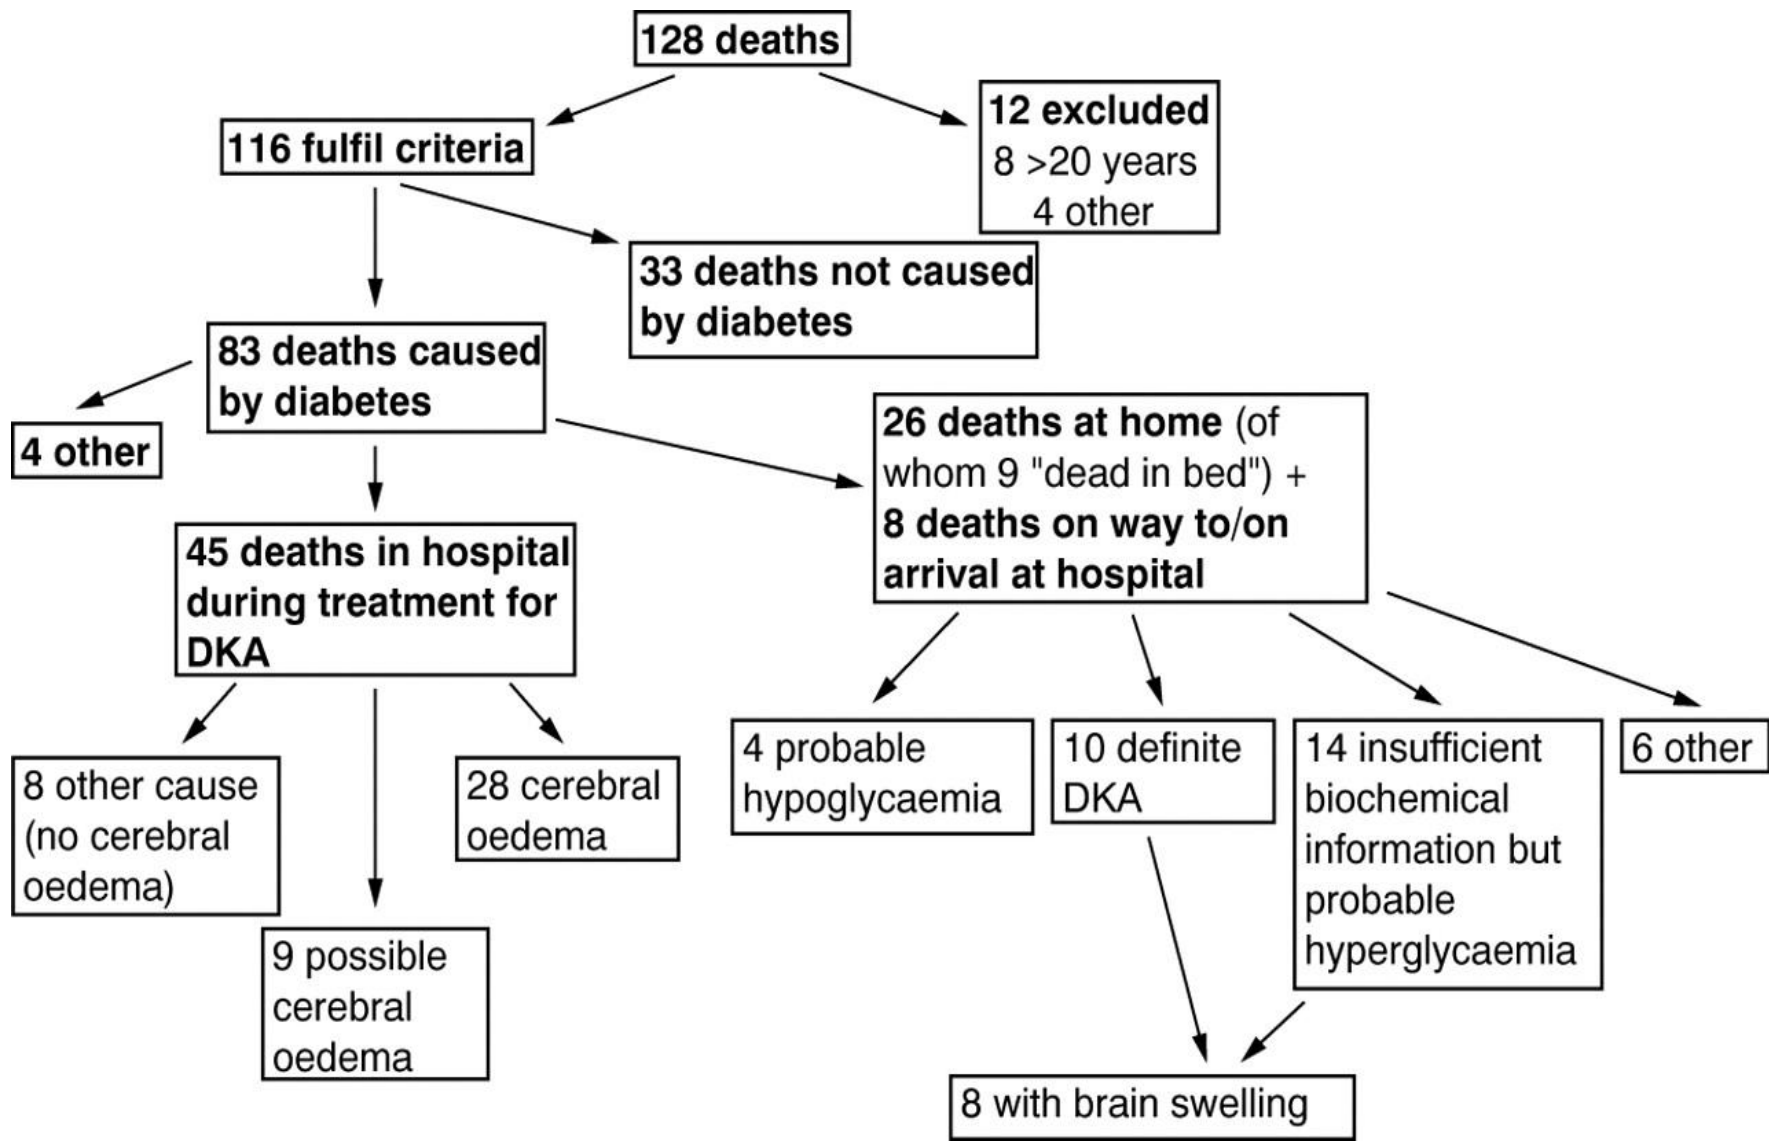 128 deaths
12 excluded
8 >20 years
4 other
116 fulfil criteria
33 deaths not caused
by diabetes
83 deaths caused
by diabetes
4 other
26 deaths at home (of
whom 9 "dead in bed") +
8 deaths on way to/on
arrival at hospital
45 deaths in hospital
during treatment for
DKA
8 other cause
(no cerebral
oedema)
9 possible
cerebral
oedema
28 cerebral
oedema
4 probable
hypoglycaemia
10 definite
DKA
14 insufficient
biochemical
information but
probable
hyperglycaemia
6 other
8 with brain swelling